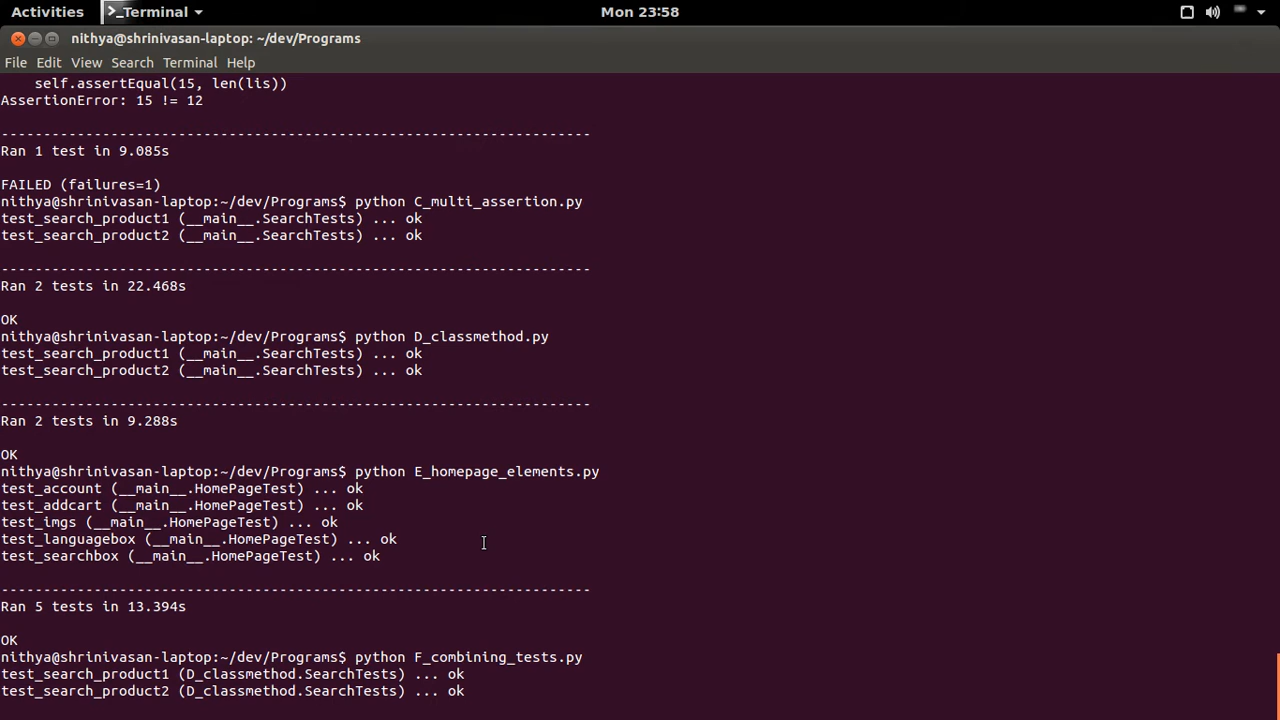 Activities
>_Terminal
Mon 23:58
nithya@shrinivasan-laptop: ~/dev/Programs
File Edit View Search Terminal Help
    self.assertEqual(15, len(lis))
AssertionError: 15 != 12
----------------------------------------------------------------------
Ran 1 test in 9.085s
FAILED (failures=1)
nithya@shrinivasan-laptop:~/dev/Programs$ python C_multi_assertion.py
test_search_product1 (__main__.SearchTests) ... ok
test_search_product2 (__main__.SearchTests) ... ok
----------------------------------------------------------------------
Ran 2 tests in 22.468s
OK
nithya@shrinivasan-laptop:~/dev/Programs$ python D_classmethod.py
test_search_product1 (__main__.SearchTests) ... ok
test_search_product2 (__main__.SearchTests) ... ok
----------------------------------------------------------------------
Ran 2 tests in 9.288s
OK
nithya@shrinivasan-laptop:~/dev/Programs$ python E_homepage_elements.py
test_account (__main__.HomePageTest) ... ok
test_addcart (__main__.HomePageTest) ... ok
test_imgs (__main__.HomePageTest) ... ok
test_languagebox (__main__.HomePageTest) ... ok
test_searchbox (__main__.HomePageTest) ... ok
----------------------------------------------------------------------
Ran 5 tests in 13.394s
OK
nithya@shrinivasan-laptop:~/dev/Programs$ python F_combining_tests.py
test_search_product1 (D_classmethod.SearchTests) ... ok
test_search_product2 (D_classmethod.SearchTests) ... ok